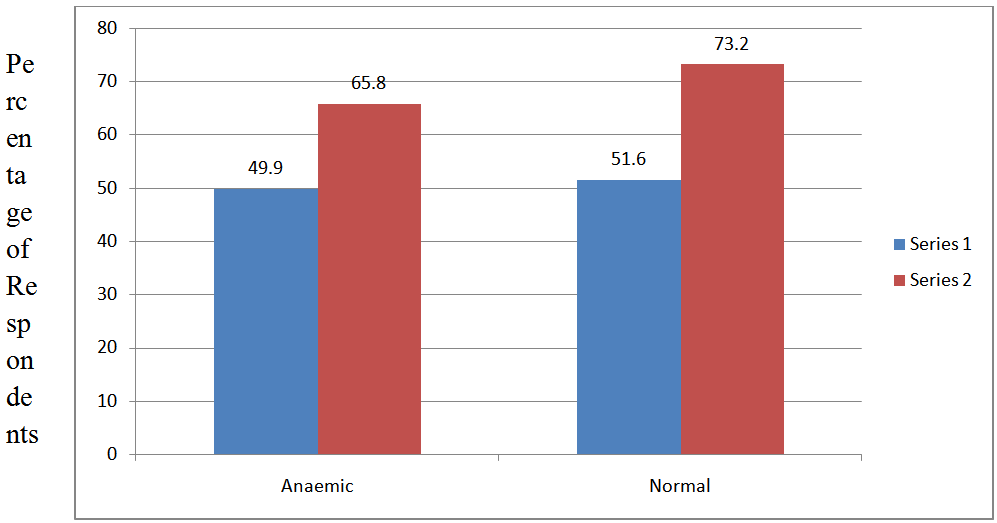 Pe
rc
en
ta
ge
of
Re
sp
on
de
nts
80
70
60
50
40
30
20
10
0
49.9
65.8
51.6
73.2
Anaemic
Normal
Series 1
Series 2